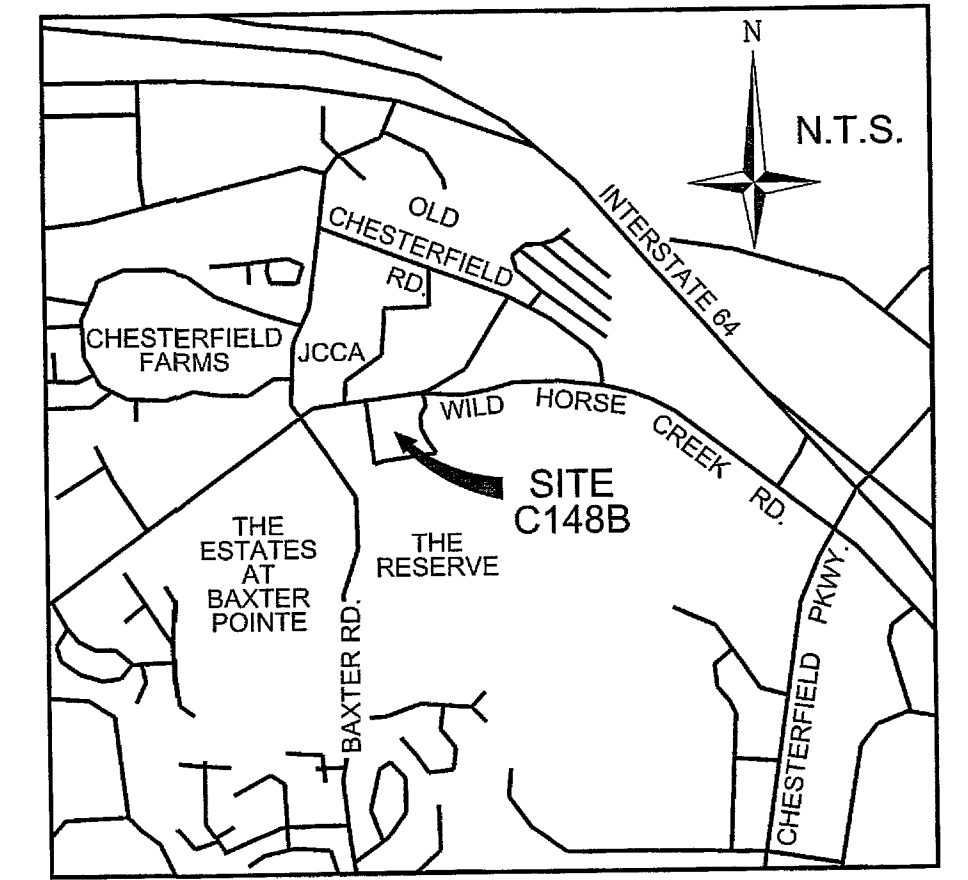 N
N.T.S.
INTERSTATE 64
OLD
CHESTERFIELD
RD.
CHESTERFIELD
FARMS
JCCA
WILD HORSE CREEK RD.
SITE
C148B
THE
ESTATES
AT
BAXTER
POINTE
THE
RESERVE
BAXTER RD.
CHESTERFIELD PKWY.